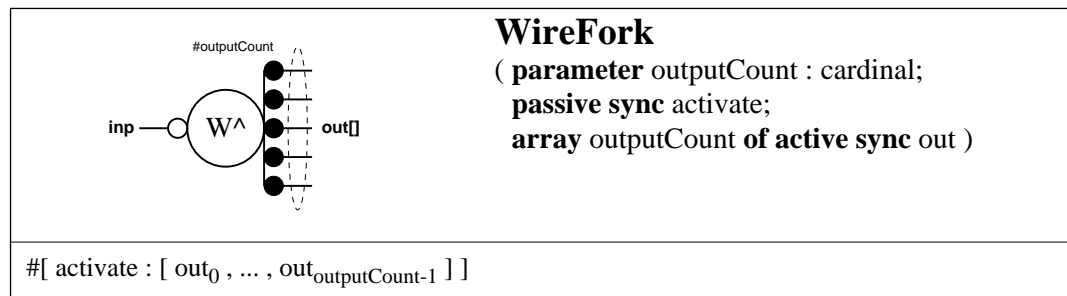 #outputCount
inp
W^
out[]
WireFork
( parameter outputCount : cardinal;
passive sync activate;
array outputCount of active sync out )
#[ activate : [ out0 , ... , outoutputCount-1 ] ]